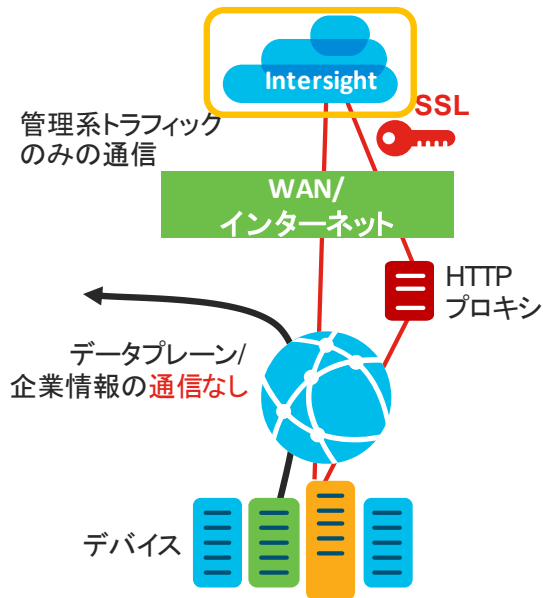 Intersight
SSL
管理系トラフィック
のみの通信
WAN/
インターネット
HTTP
プロキシ
データプレーン/
企業情報の通信なし
デバイス